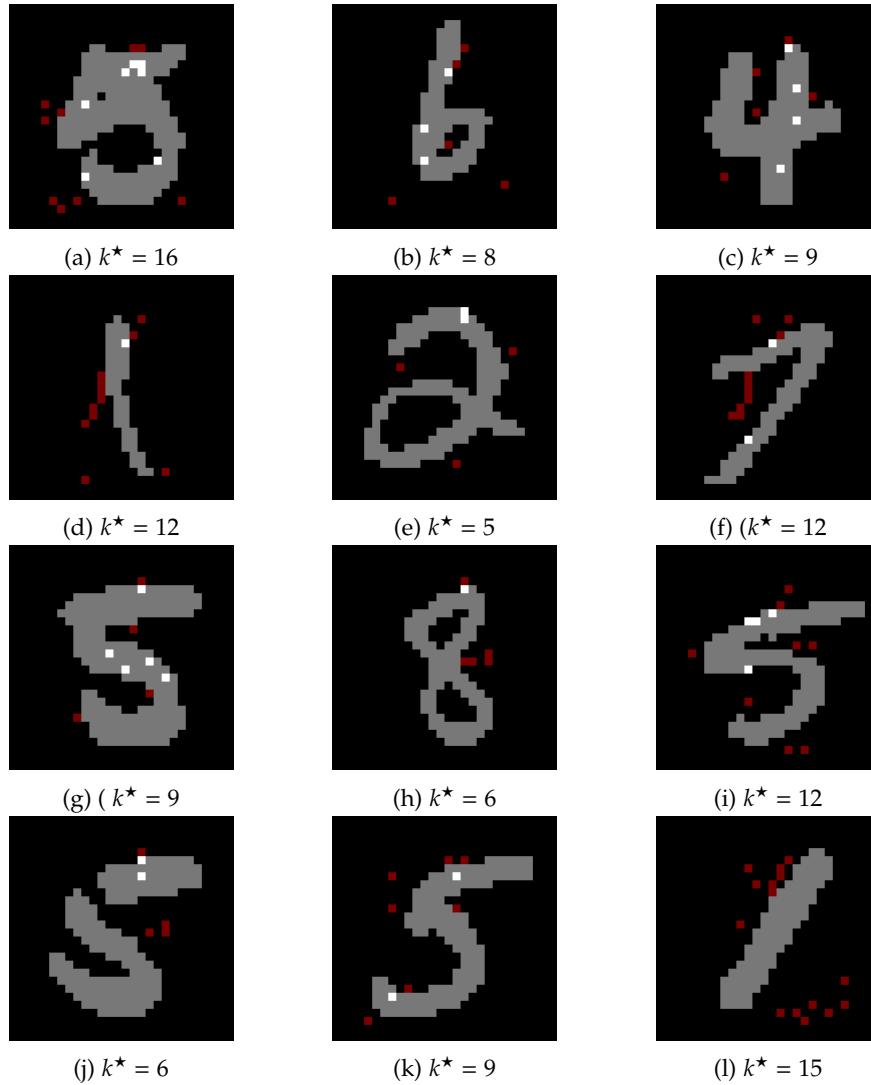 (a) k★ = 16
(b) k★ = 8
(c) k★ = 9
(d) k★ = 12
(e) k★ = 5
(f) (k★ = 12
(g) ( k★ = 9
(h) k★ = 6
(i) k★ = 12
(j) k★ = 6
(k) k★ = 9
(l) k★ = 15